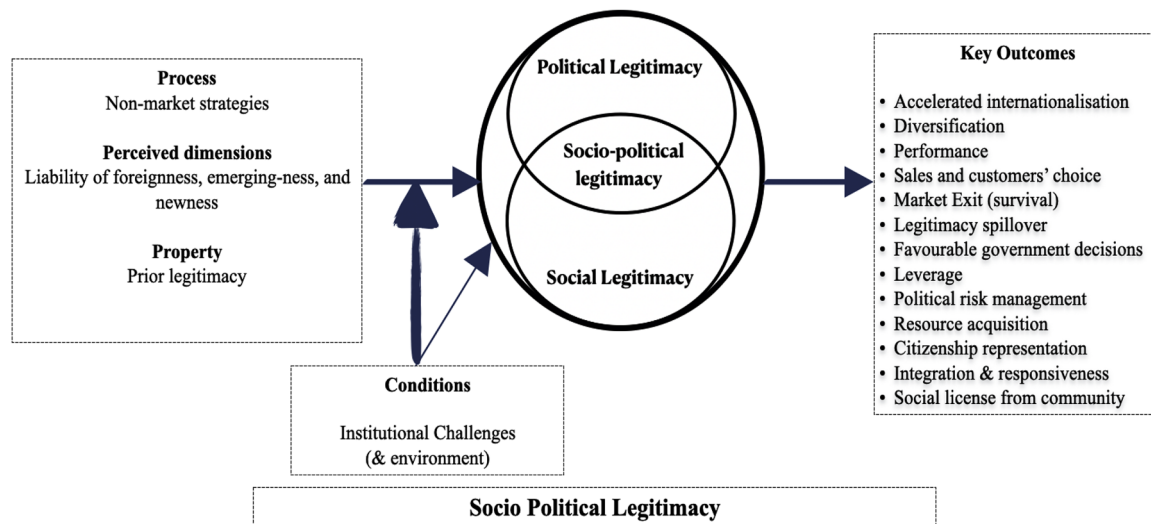 Process
Non-market strategies
Perceived dimensions
Liability of foreignness, emerging-ness, and
newness
Property
Prior legitimacy
Conditions
Institutional Challenges
(& environment)
Political Legitimacy
Socio-political
legitimacy
Social Legitimacy
Key Outcomes
• Accelerated internationalisation
• Diversification
• Performance
• Sales and customers' choice
• Market Exit (survival)
• Legitimacy spillover
• Favourable government decisions
• Leverage
• Political risk management
• Resource acquisition
• Citizenship representation
• Integration & responsiveness
• Social license from community
Socio Political Legitimacy